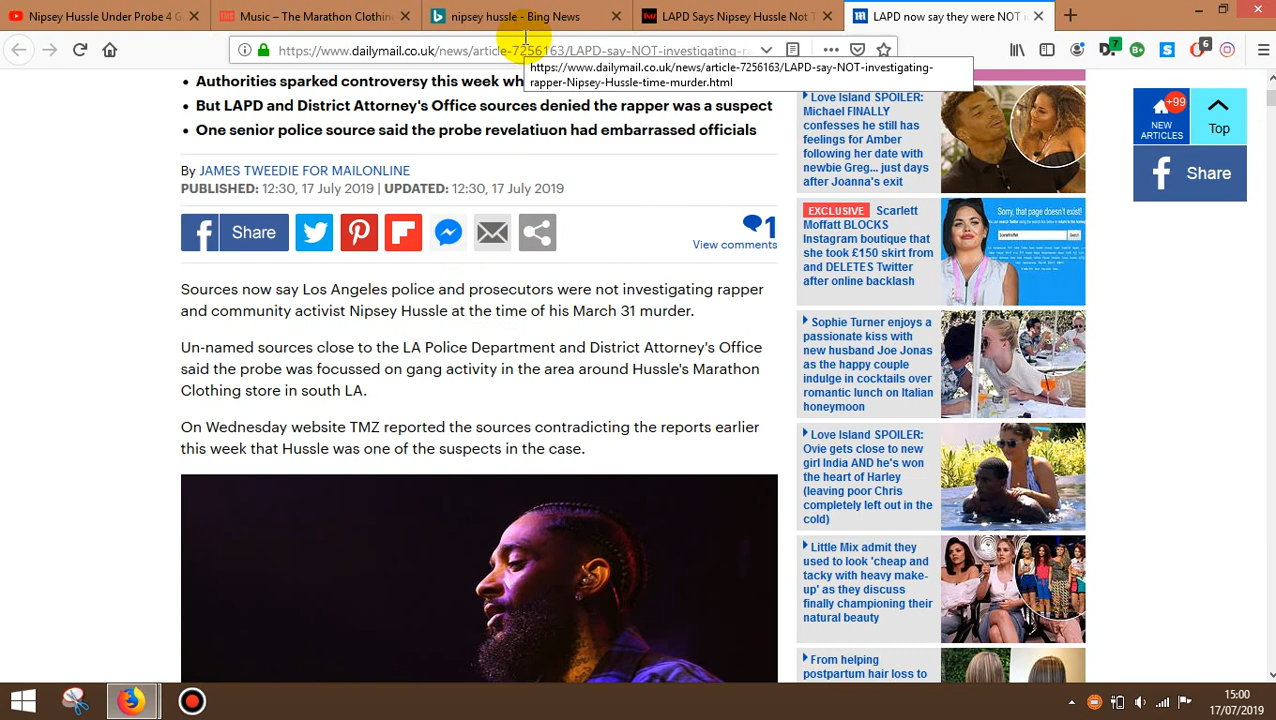 Nipsey Hussle Under Probe 4 G
Music – The Marathon Clothin
nipsey hussle - Bing News
LAPD Says Nipsey Hussle Not T
LAPD now say they were NOT i
https://www.dailymail.co.uk/news/article-7256163/LAPD-say-NOT-investigating-ra
7
6
https://www.dailymail.co.uk/news/article-7256163/LAPD-say-NOT-investigating-
rapper-Nipsey-Hussle-time-murder.html
Authorities sparked controversy this week wh
But LAPD and District Attorney's Office sources denied the rapper was a suspect
One senior police source said the probe revelatiuon had embarrassed officials
By JAMES TWEEDIE FOR MAILONLINE
PUBLISHED: 12:30, 17 July 2019 | UPDATED: 12:30, 17 July 2019
Share
1
View comments
Sources now say Los Angeles police and prosecutors were not investigating rapper
and community activist Nipsey Hussle at the time of his March 31 murder.
Un-named sources close to the LA Police Department and District Attorney's Office
said the probe was focussed on gang activity in the area around Hussle's Marathon
Clothing store in south LA.
On Wednesday website TMZ reported the sources contradicting the reports earlier
this week that Hussle was one of the suspects in the case.
Love Island SPOILER:
Michael FINALLY
confesses he still has
feelings for Amber
following her date with
newbie Greg... just days
after Joanna's exit
EXCLUSIVE Scarlett
Moffatt BLOCKS
Instagram boutique that
she took £150 skirt from
and DELETES Twitter
after online backlash
Sorry, that page doesn't exist!
Sophie Turner enjoys a
passionate kiss with
new husband Joe Jonas
as the happy couple
indulge in cocktails over
romantic lunch on Italian
honeymoon
Love Island SPOILER:
Ovie gets close to new
girl India AND he's won
the heart of Harley
(leaving poor Chris
completely left out in the
cold)
Little Mix admit they
used to look 'cheap and
tacky with heavy make-
up' as they discuss
finally championing their
natural beauty
From helping
postpartum hair loss to
+99
NEW
ARTICLES
Top
Share
15:00
17/07/2019